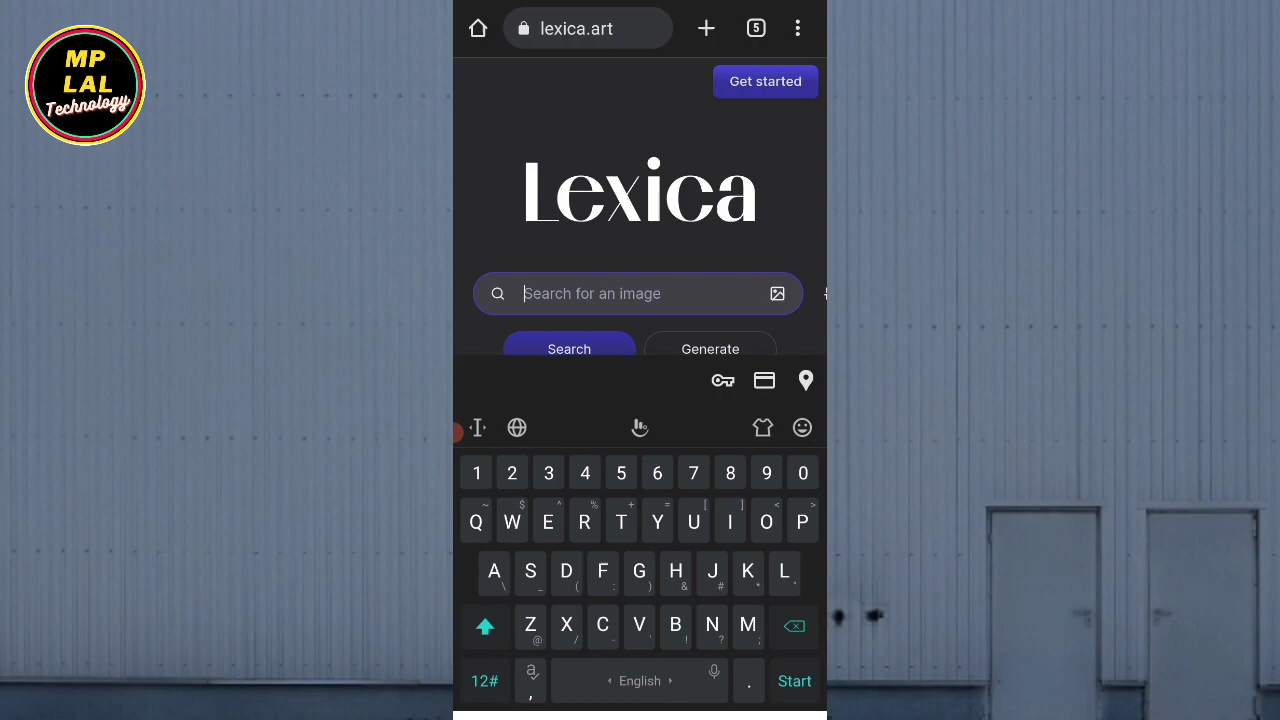 MP
LAL
Technology
lexica.art
5
Get started
Lexica
Search for an image
Search
Generate
1 2 3 4 5 6 7 8 9 0
~ $ ^ % + = [ ] < >
Q W E R T Y U I O P
A S D F G H J K L
\ _ ( : ) & # * "
Z X C V B N M
@ / - ' ! ? ;
12#
a
,
English
.
Start